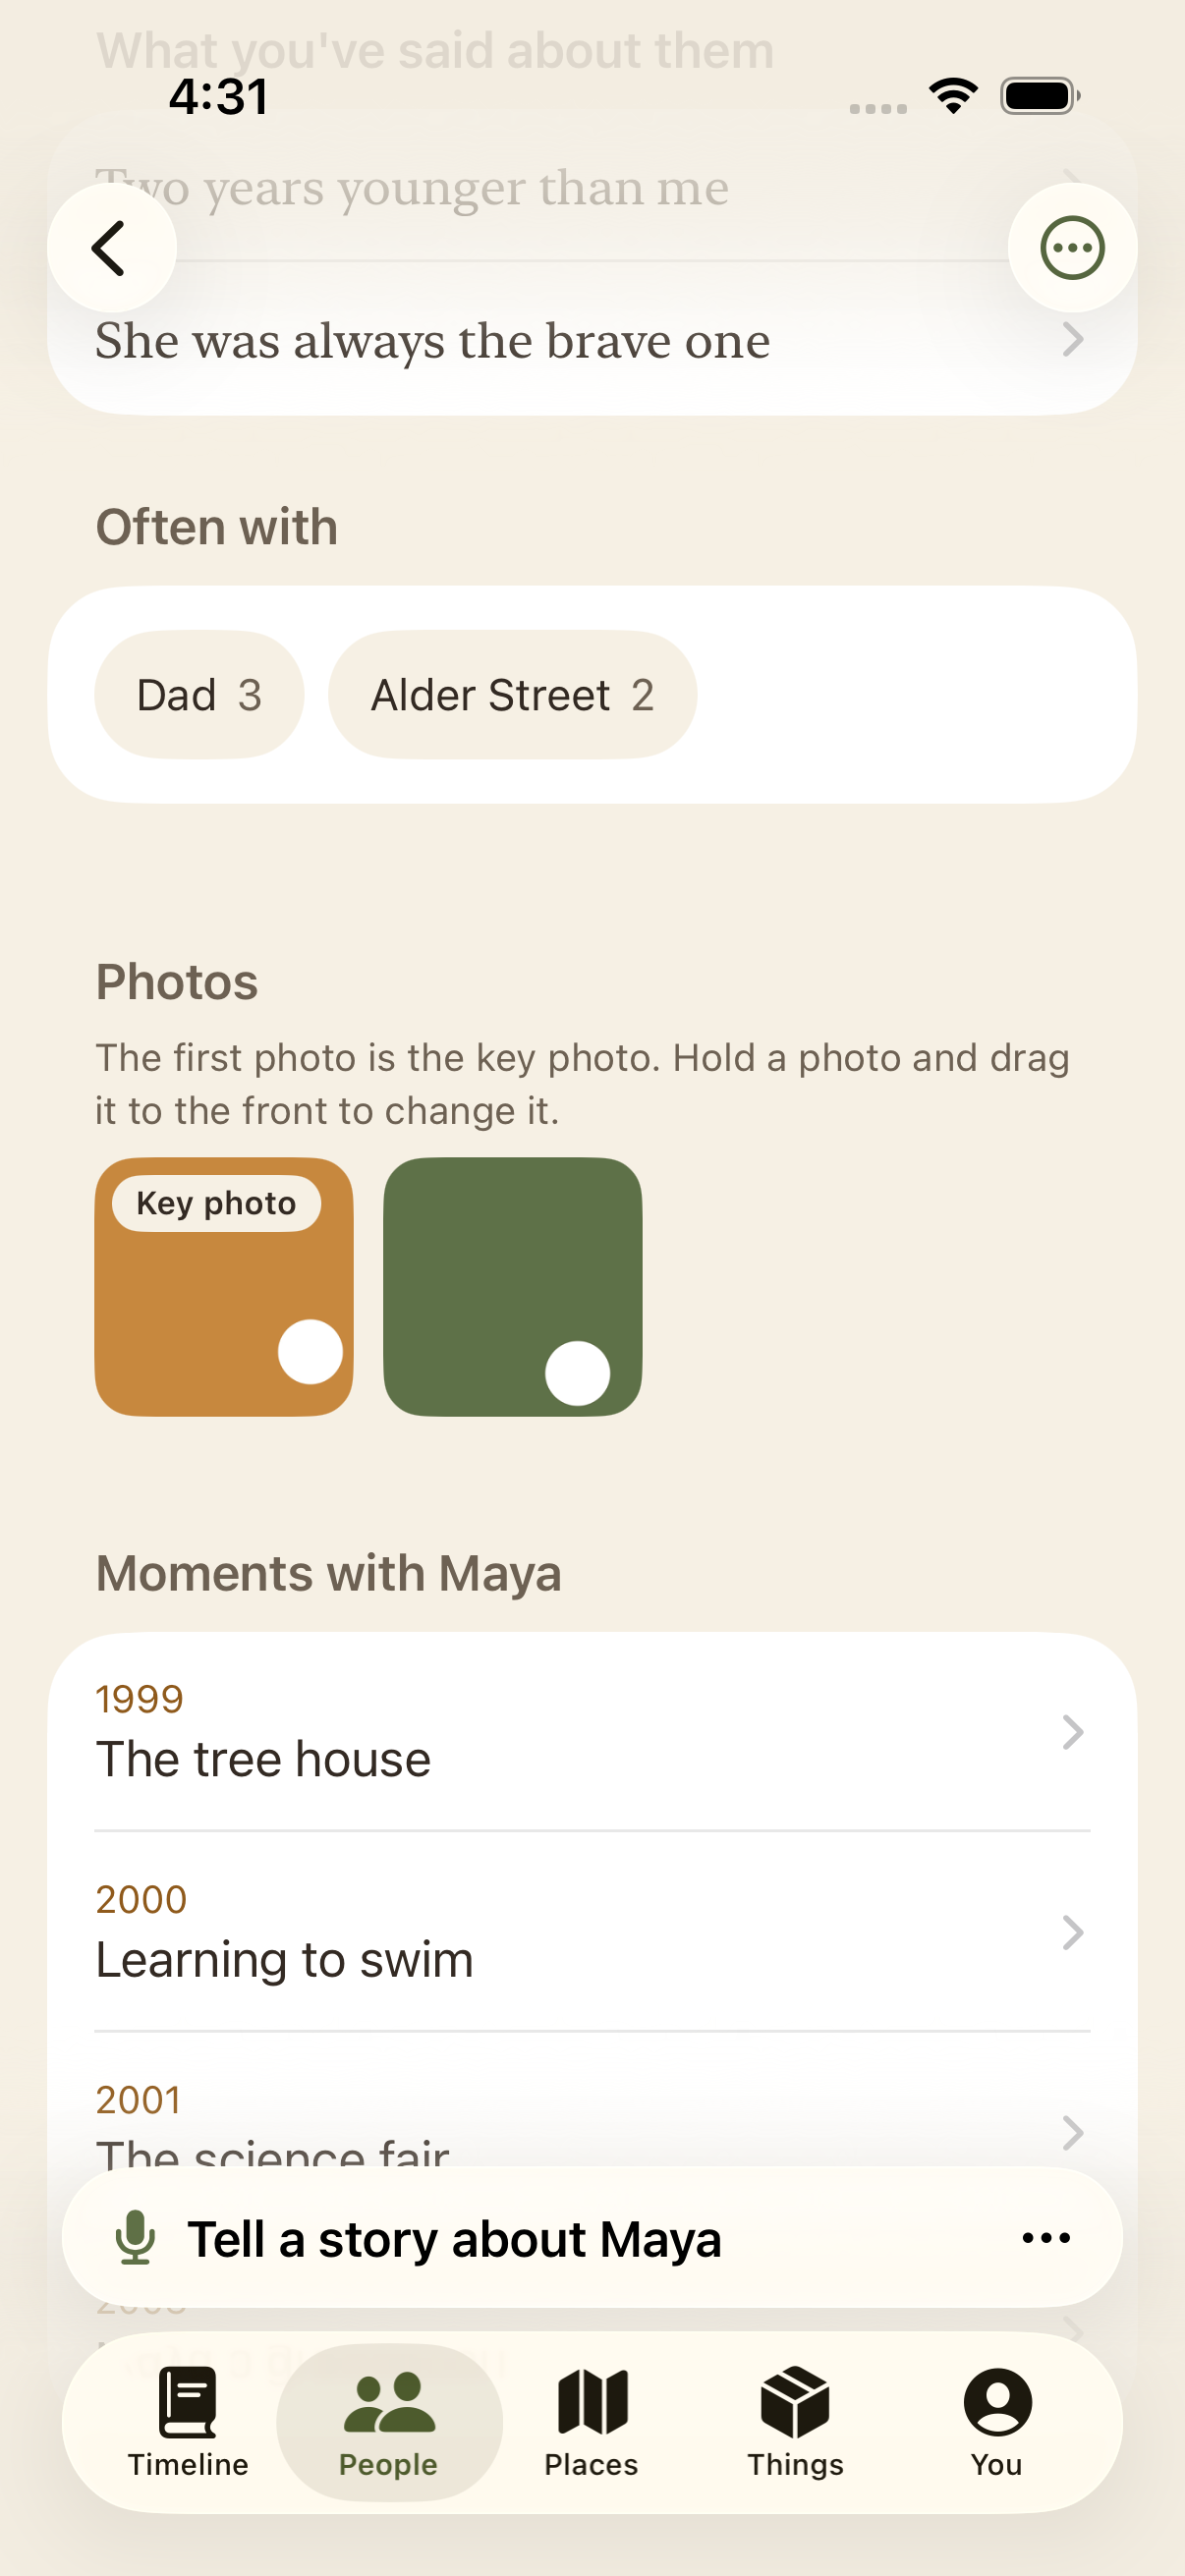 What you've said about them
4:31
Two years younger than me
She was always the brave one
Often with
Dad 3
Alder Street 2
Photos
The first photo is the key photo. Hold a photo and drag
it to the front to change it.
Key photo
Moments with Maya
1999
The tree house
2000
Learning to swim
2001
The science fair
Tell a story about Maya
Timeline
People
Places
Things
You